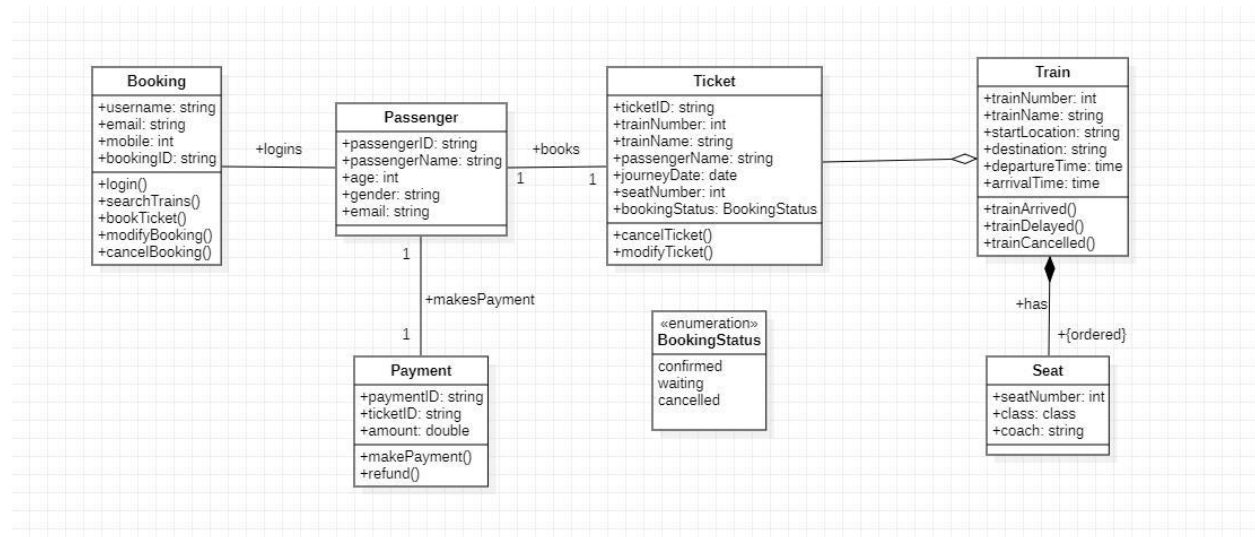 Booking
+username: string
+email: string
+mobile: int
+bookingID: string
+login()
+searchTrains()
+bookTicket()
+modifyBooking()
+cancelBooking()
+logins
Passenger
+passengerID: string
+passengerName: string
+age: int
+gender: string
+email: string
+books
1
1
Ticket
+ticketID: string
+trainNumber: int
+trainName: string
+passengerName: string
+journeyDate: date
+seatNumber: int
+bookingStatus: BookingStatus
+cancelTicket()
+modifyTicket()
Train
+trainNumber: int
+trainName: string
+startLocation: string
+destination: string
+departureTime: time
+arrivalTime: time
+trainArrived()
+trainDelayed()
+trainCancelled()
1
+makesPayment
1
Payment
+paymentID: string
+ticketID: string
+amount: double
+makePayment()
+refund()
«enumeration»
BookingStatus
confirmed
waiting
cancelled
+has
+{ordered}
Seat
+seatNumber: int
+class: class
+coach: string